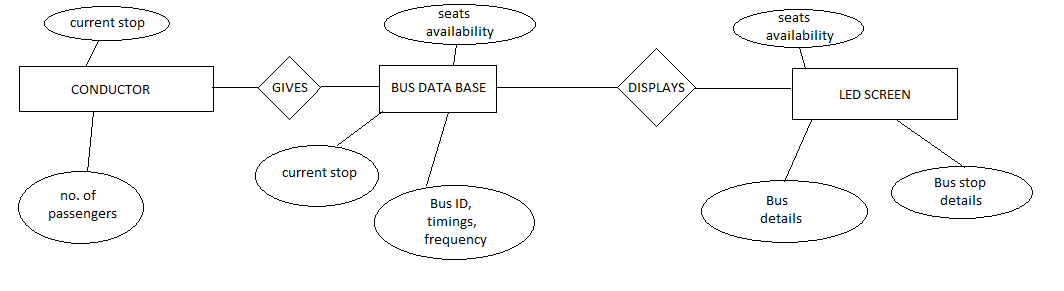 current stop
seats
availability
seats
availability
CONDUCTOR
GIVES
BUS DATA BASE
DISPLAYS
LED SCREEN
current stop
no. of
passengers
Bus ID,
timings,
frequency
Bus
details
Bus stop
details